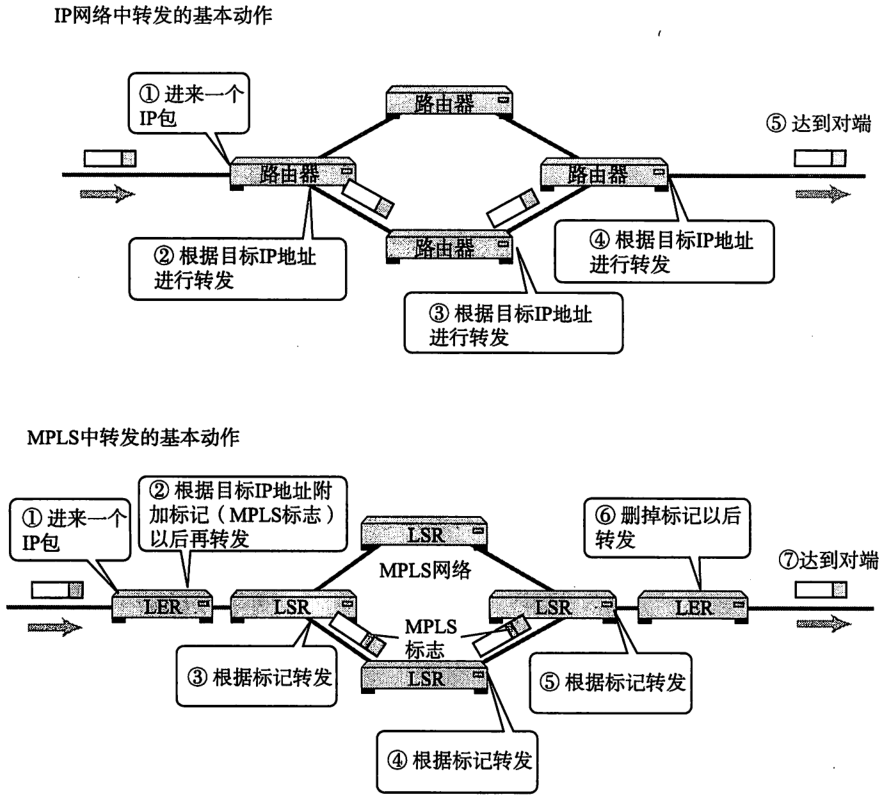 IP网络中转发的基本动作
① 进来一个
IP包
路由器
⑤ 达到对端
路由器
路由器
② 根据目标IP地址
进行转发
路由器
④ 根据目标IP地址
进行转发
③ 根据目标IP地址
进行转发
MPLS中转发的基本动作
① 进来一个
IP包
② 根据目标IP地址附
加标记（MPLS标志）
以后再转发
LSR
MPLS网络
⑥ 删掉标记以后
转发
⑦达到对端
LER
LSR
LSR
LER
MPLS
标志
③ 根据标记转发
LSR
⑤ 根据标记转发
④ 根据标记转发